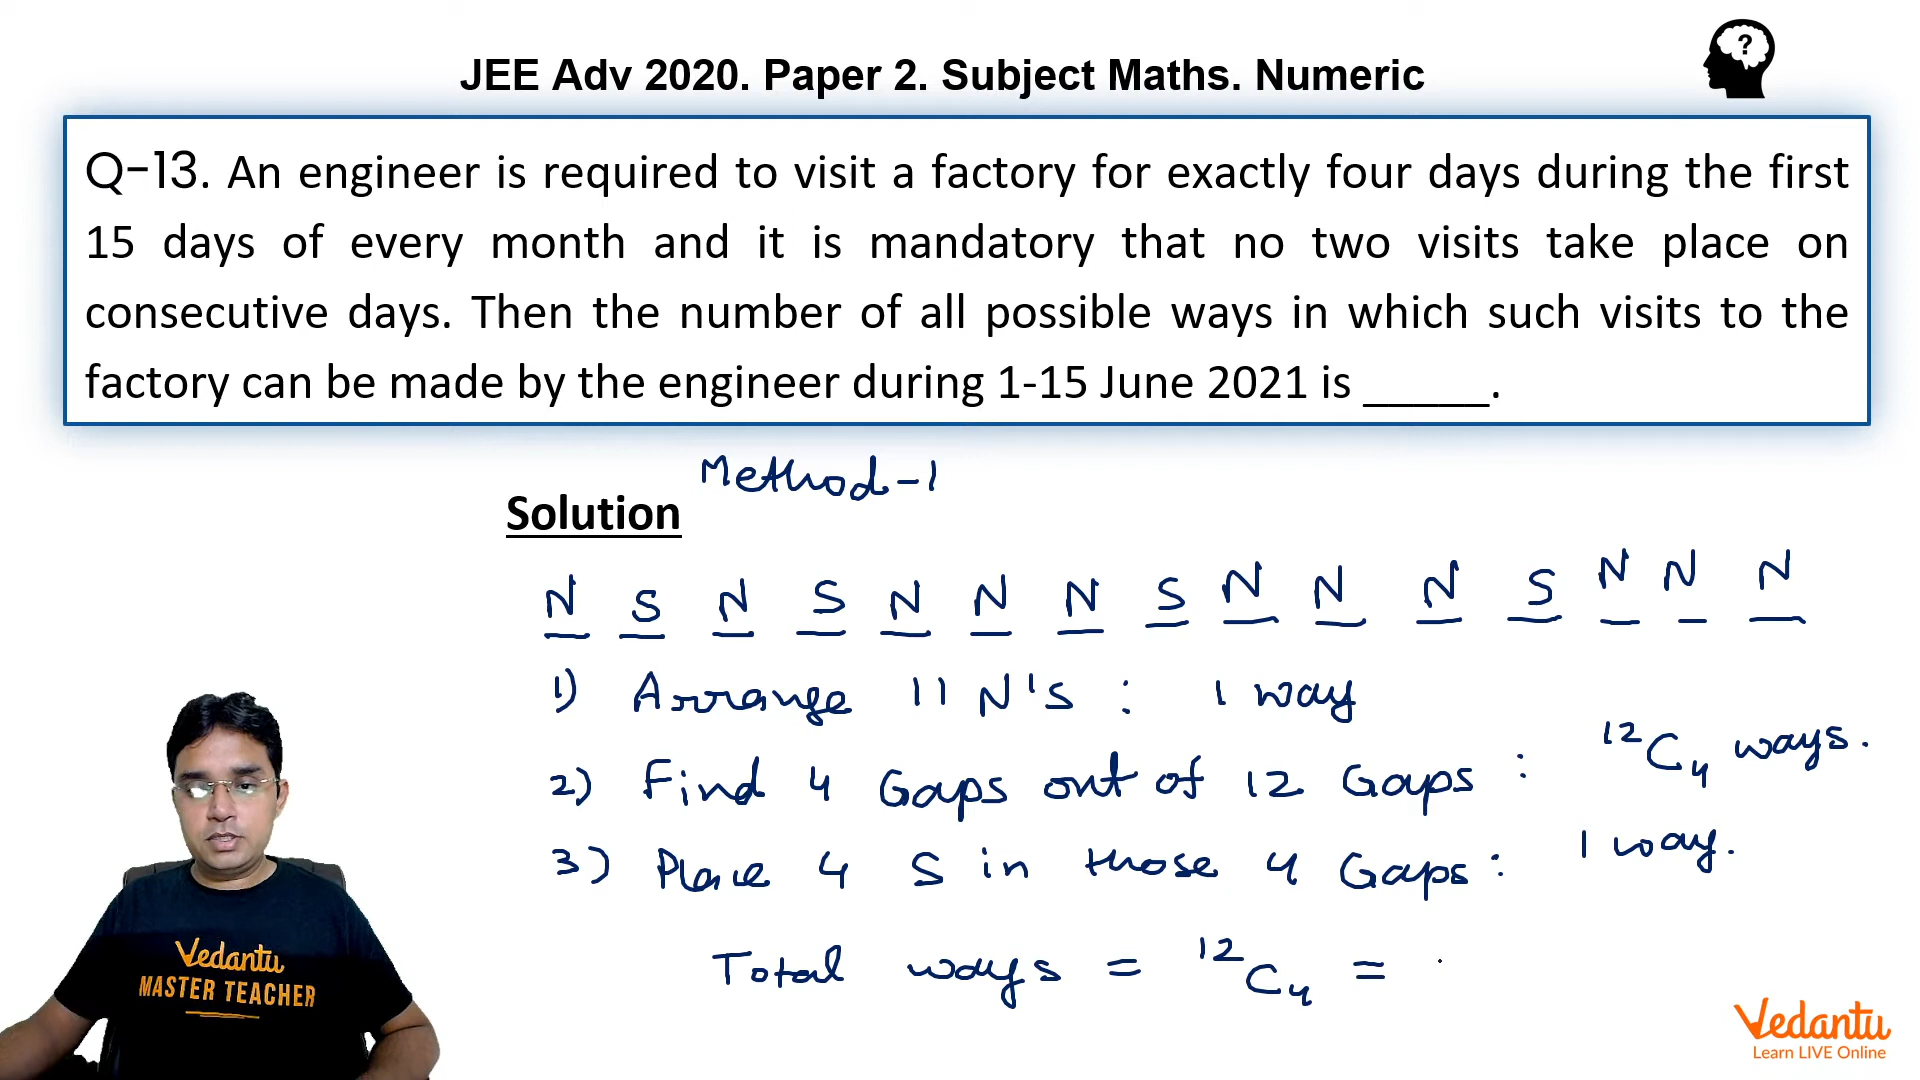 JEE Adv 2020. Paper 2. Subject Maths. Numeric
?
Q-13. An engineer is required to visit a factory for exactly four days during the first
15 days of every month and it is mandatory that no two visits take place on
consecutive days. Then the number of all possible ways in which such visits to the
factory can be made by the engineer during 1-15 June 2021 is _____.
Method-1
Solution
N S N S N N N S N N N S N N N
1) Arrange 11 N's : 1 way
2) Find 4 Gaps out of 12 Gaps : ¹²C₄ ways.
3) Place 4 S in those 4 Gaps : 1 way.
Total ways = ¹²C₄ =
Vedantu
MASTER TEACHER
Vedantu
Learn LIVE Online